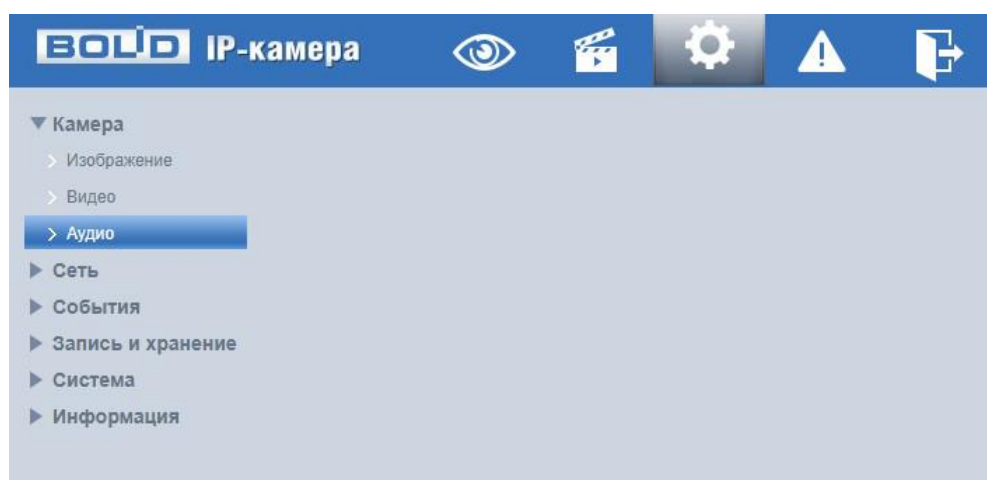 BOLID IP-камера
Камера
Изображение
Видео
Аудио
Сеть
События
Запись и хранение
Система
Информация